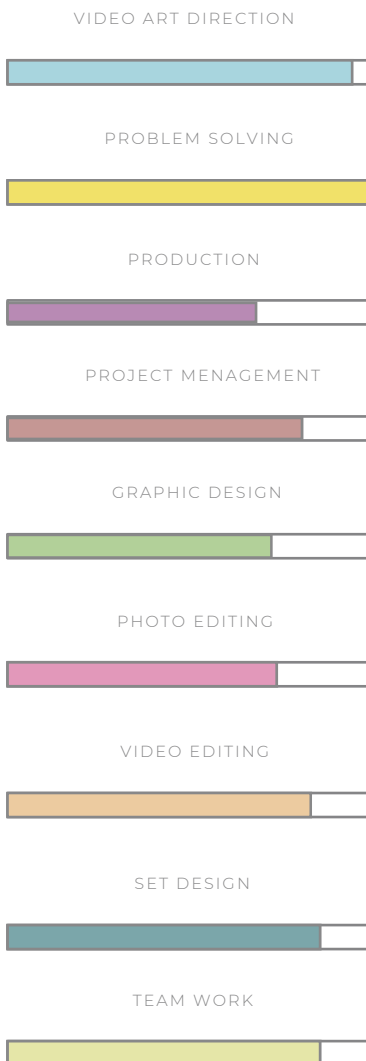 VIDEO ART DIRECTION
PROBLEM SOLVING
PRODUCTION
PROJECT MENAGEMENT
GRAPHIC DESIGN
PHOTO EDITING
VIDEO EDITING
SET DESIGN
TEAM WORK